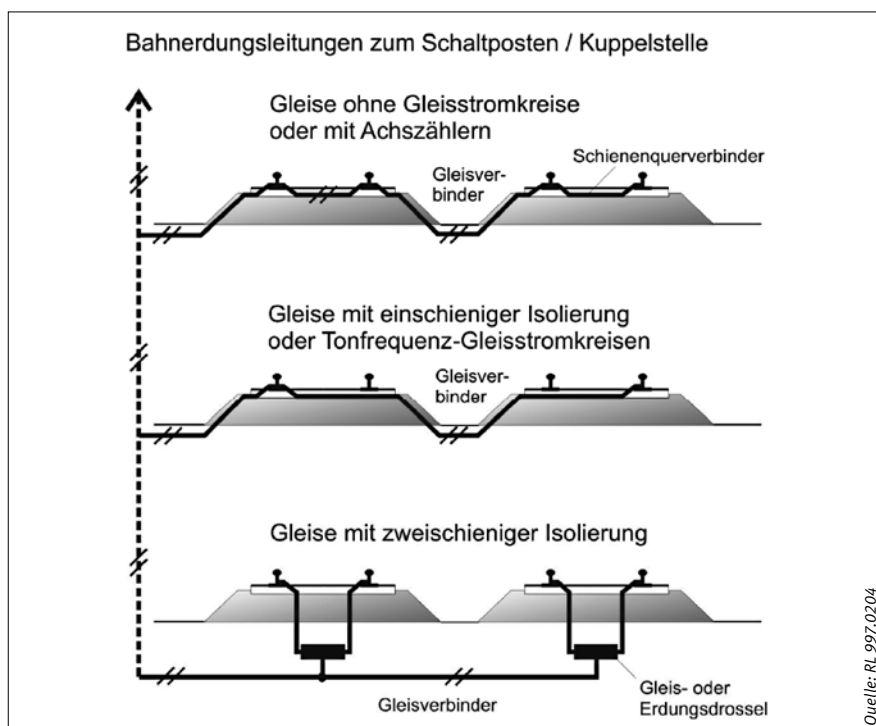 Bahnerdungsleitungen zum Schaltposten / Kuppelstelle
Gleise ohne Gleisstromkreise
oder mit Achszählern
Schienenquerverbinder
Gleisver-
binder
Gleise mit einschieniger Isolierung
oder Tonfrequenz-Gleisstromkreisen
Gleisver-
binder
Gleise mit zweischieniger Isolierung
Gleis- oder
Erdungsdrossel
Gleisverbinder
Quelle: RL 997.0204